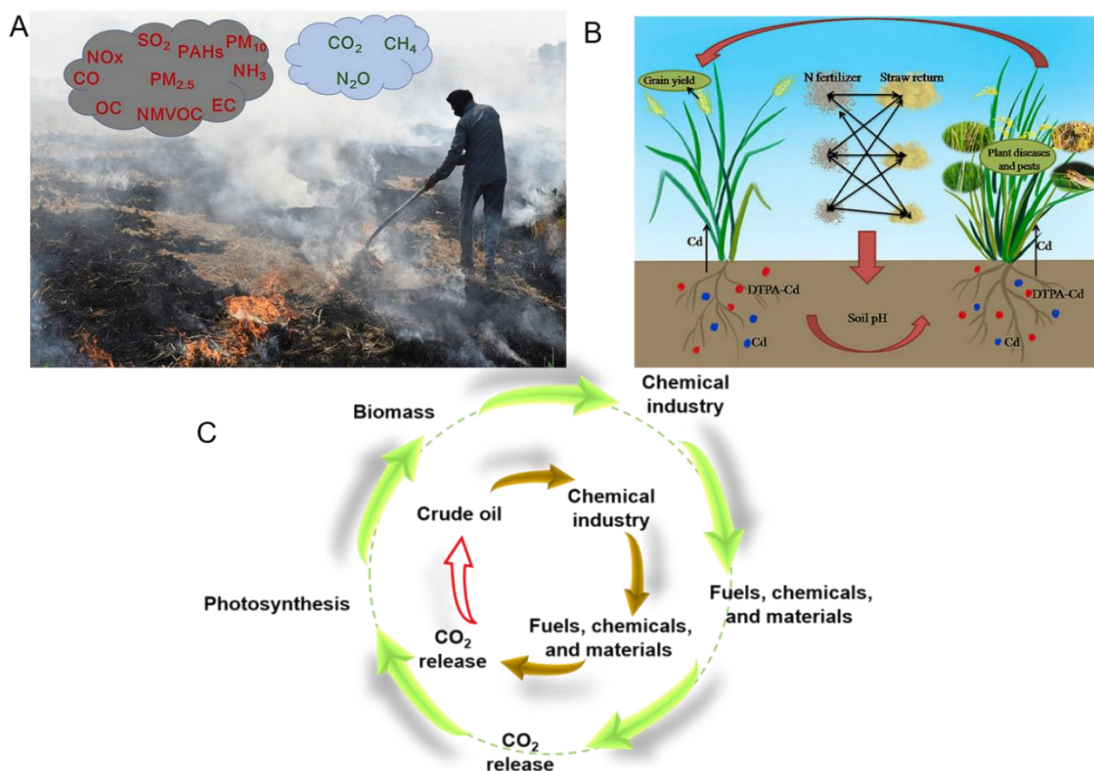 A
SO₂
PM₁₀
NOx
PAHs
CO
PM₂.₅
NH₃
OC
NMVOC
EC
CO₂
CH₄
N₂O
B
Grain yield
N fertilizer
Straw return
Plant diseases
and pests
Cd
Cd
DTPA-Cd
DTPA-Cd
Soil pH
Cd
Cd
C
Biomass
Chemical
industry
Crude oil
Chemical
industry
Photosynthesis
Fuels, chemicals,
and materials
CO₂
release
Fuels, chemicals,
and materials
CO₂
release